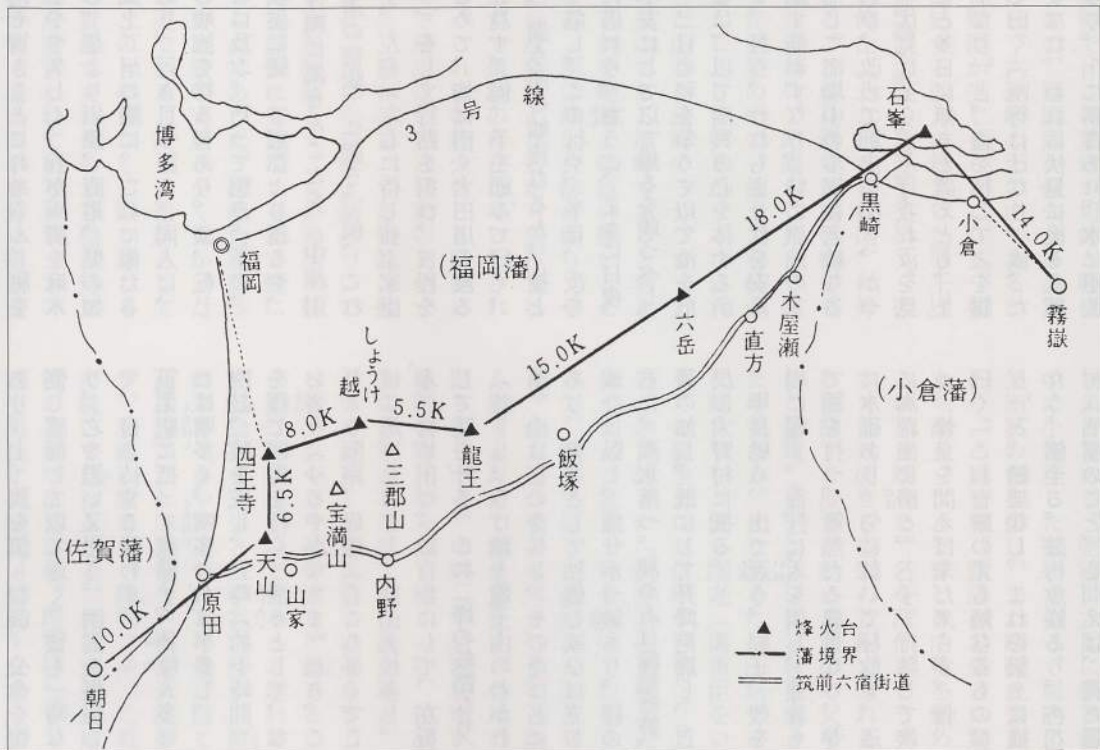 博多湾
3号線
石峯
黒崎
小倉
14.0K
霧嶽
18.0K
福岡
(福岡藩)
六岳
木屋瀬
直方
(小倉藩)
15.0K
しょうけ越
8.0K
5.5K
龍王
飯塚
四王寺
三郡山
6.5K
宝満山
(佐賀藩)
天山
山家
内野
原田
10.0K
朝日
烽火台
藩境界
筑前六宿街道